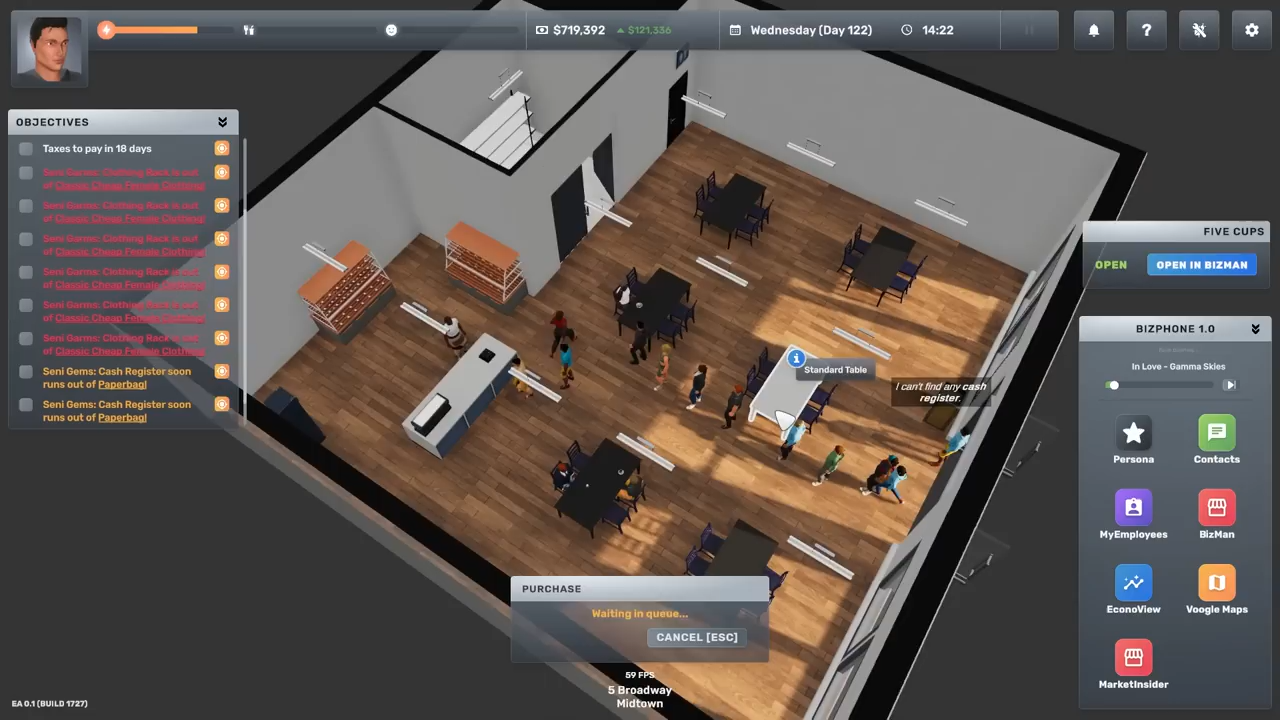 $719,392
$121,336
Wednesday (Day 122)
14:22
?
OBJECTIVES
Taxes to pay in 18 days
Seni Garms: Clothing Rack is out
of Classic Cheap Female Clothing!
Seni Garms: Clothing Rack is out
of Classic Cheap Female Clothing!
Seni Garms: Clothing Rack is out
of Classic Cheap Female Clothing!
Seni Garms: Clothing Rack is out
of Classic Cheap Female Clothing!
Seni Garms: Clothing Rack is out
of Classic Cheap Female Clothing!
Seni Garms: Clothing Rack is out
of Classic Cheap Female Clothing!
Seni Gems: Cash Register soon
runs out of Paperbag!
Seni Gems: Cash Register soon
runs out of Paperbag!
Standard Table
I can't find any cash
register.
FIVE CUPS
OPEN
OPEN IN BIZMAN
BIZPHONE 1.0
In Love - Gamma Skies
Persona
Contacts
MyEmployees
BizMan
EconoView
Voogle Maps
MarketInsider
PURCHASE
Waiting in queue...
CANCEL [ESC]
59 FPS
5 Broadway
Midtown
EA 0.1 (BUILD 1727)